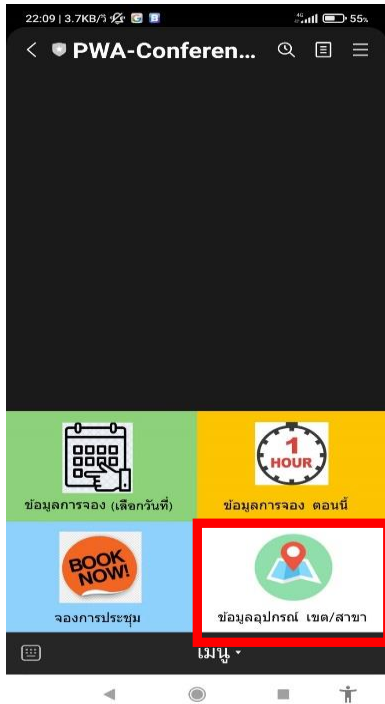 22:09 | 3.7KB/วิ
4G
55%
PWA-Conferen...
ข้อมูลการจอง (เลือกวันที่)
1
HOUR
ข้อมูลการจอง ตอนนี้
BOOK
NOW!
จองการประชุม
ข้อมูลอุปกรณ์ เขต/สาขา
เมนู